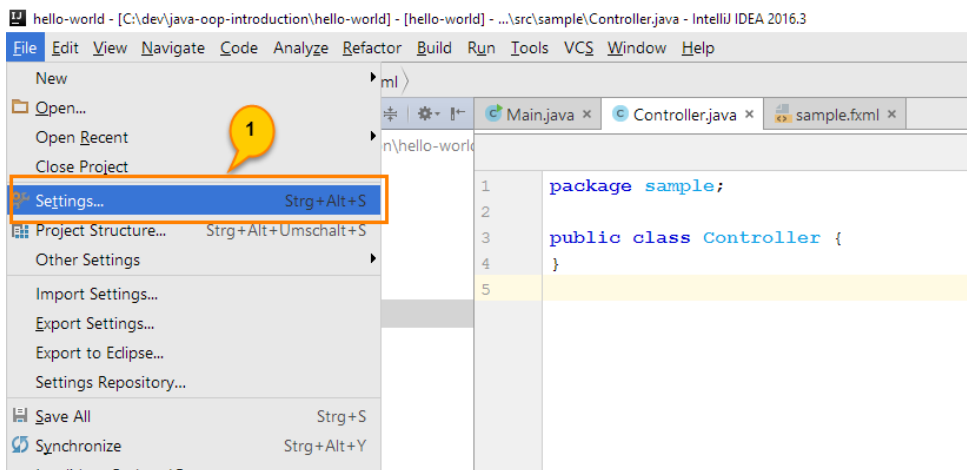 hello-world - [C:\dev\java-oop-introduction\hello-world] - [hello-world] - ...\src\sample\Controller.java - IntelliJ IDEA 2016.3
File Edit View Navigate Code Analyze Refactor Build Run Tools VCS Window Help
New
ml
Open...
Main.java
Controller.java
sample.fxml
Open Recent
n\hello-world
1
Close Project
Settings... Strg+Alt+S
Project Structure... Strg+Alt+Umschalt+S
Other Settings
Import Settings...
Export Settings...
Export to Eclipse...
Settings Repository...
Save All Strg+S
Synchronize Strg+Alt+Y
1 package sample;
2
3 public class Controller {
4 }
5